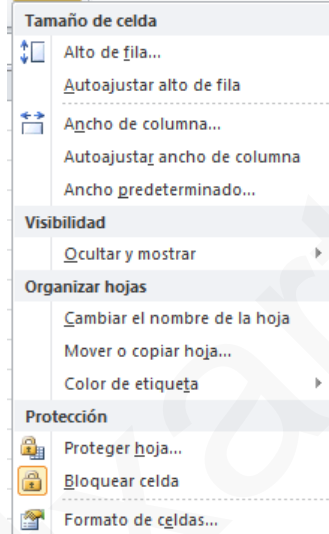 Tamaño de celda
Alto de fila...
Autoajustar alto de fila
Ancho de columna...
Autoajustar ancho de columna
Ancho predeterminado...
Visibilidad
Ocultar y mostrar
Organizar hojas
Cambiar el nombre de la hoja
Mover o copiar hoja...
Color de etiqueta
Protección
Proteger hoja...
Bloquear celda
Formato de celdas...